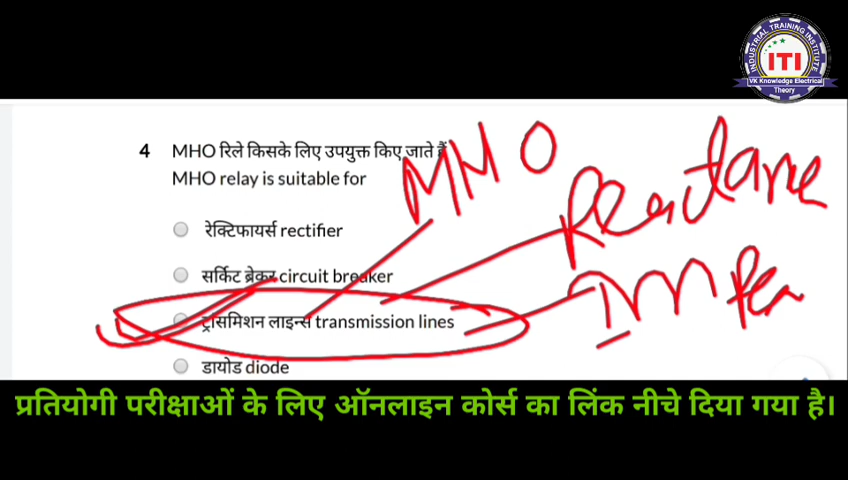 INDUSTRIAL TRAINING INSTITUTE
ITI
VK Knowledge Electrical
Theory
4 MHO रिले किसके लिए उपयुक्त किए जाते हैं
MHO relay is suitable for
MHO
Reactance
रेक्टिफायर्स rectifier
सर्किट ब्रेकर circuit breaker
Impen
ट्रांसमिशन लाइन्स transmission lines
डायोड diode
प्रतियोगी परीक्षाओं के लिए ऑनलाइन कोर्स का लिंक नीचे दिया गया है।